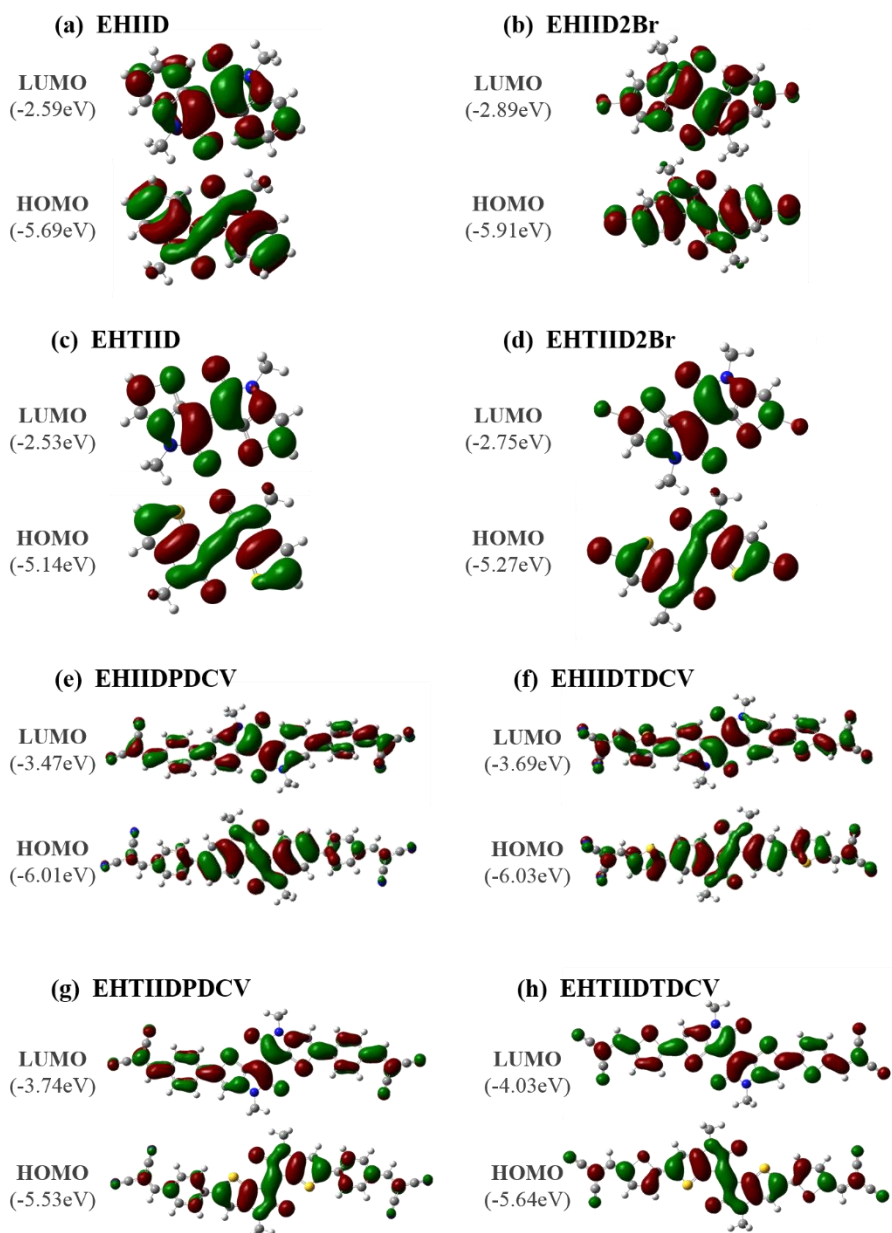 (a) EHIID
LUMO
(-2.59eV)
HOMO
(-5.69eV)
(b) EHIID2Br
LUMO
(-2.89eV)
HOMO
(-5.91eV)
(c) EHTIID
LUMO
(-2.53eV)
HOMO
(-5.14eV)
(d) EHTIID2Br
LUMO
(-2.75eV)
HOMO
(-5.27eV)
(e) EHIIDPDCV
LUMO
(-3.47eV)
HOMO
(-6.01eV)
(f) EHIIDTDCV
LUMO
(-3.69eV)
HOMO
(-6.03eV)
(g) EHTIIDPDCV
LUMO
(-3.74eV)
HOMO
(-5.53eV)
(h) EHTIIDTDCV
LUMO
(-4.03eV)
HOMO
(-5.64eV)